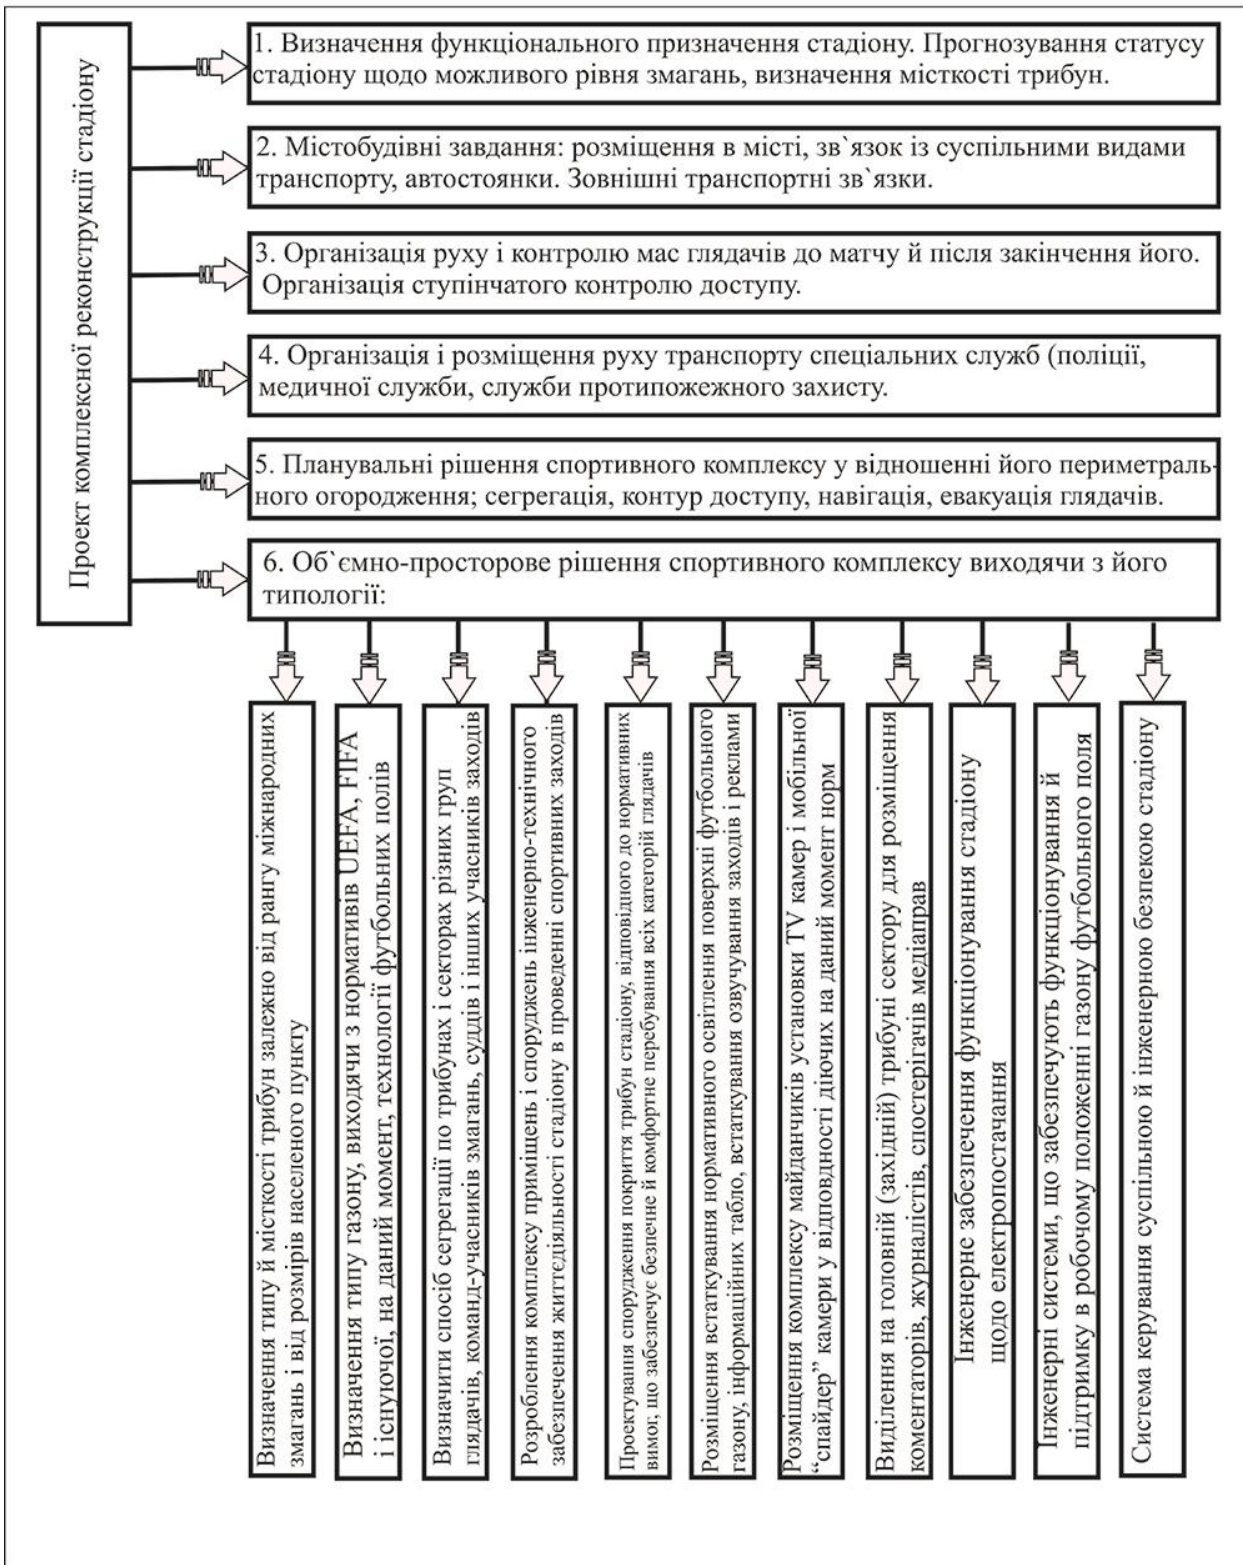 Проект комплексної реконструкції стадіону
1. Визначення функціонального призначення стадіону. Прогнозування статусу
стадіону щодо можливого рівня змагань, визначення місткості трибун.
2. Містобудівні завдання: розміщення в місті, зв`язок із суспільними видами
транспорту, автостоянки. Зовнішні транспортні зв`язки.
3. Організація руху і контролю мас глядачів до матчу й після закінчення його.
Організація ступінчатого контролю доступу.
4. Організація і розміщення руху транспорту спеціальних служб (поліції,
медичної служби, служби протипожежного захисту.
5. Планувальні рішення спортивного комплексу у відношенні його периметраль-
ного огородження; сегрегація, контур доступу, навігація, евакуація глядачів.
6. Об`ємно-просторове рішення спортивного комплексу виходячи з його
типології:
Визначення типу й місткості трибун залежно від рангу міжнародних
змагань і від розмірів населеного пункту
Визначення типу газону, виходячи з нормативів UEFA, FIFA
і існуючої, на даний момент, технології футбольних полів
Визначити спосіб сегрегації по трибунах і секторах різних груп
глядачів, команд-учасників змагань, суддів і інших учасників заходів
Розроблення комплексу приміщень і споруджень інженерно-технічного
забезпечення життєдіяльності стадіону в проведенні спортивних заходів
Проектування спорудження покриття трибун стадіону, відповідного до нормативних
вимог, що забезпечує безпечне й комфортне перебування всіх категорій глядачів
Розміщення встаткування нормативного освітлення поверхні футбольного
газону, інформаційних табло, встаткування озвучування заходів і реклами
Розміщення комплексу майданчиків установки TV камер і мобільної
“спайдер” камери у відповідності діючих на даний момент норм
Виділення на головній (західній) трибуні сектору для розміщення
коментаторів, журналістів, спостерігачів медіаправ
Інженерне забезпечення функціонування стадіону
щодо електропостачання
Інженерні системи, що забезпечують функціонування й
підтримку в робочому положенні газону футбольного поля
Система керування суспільною й інженерною безпекою стадіону